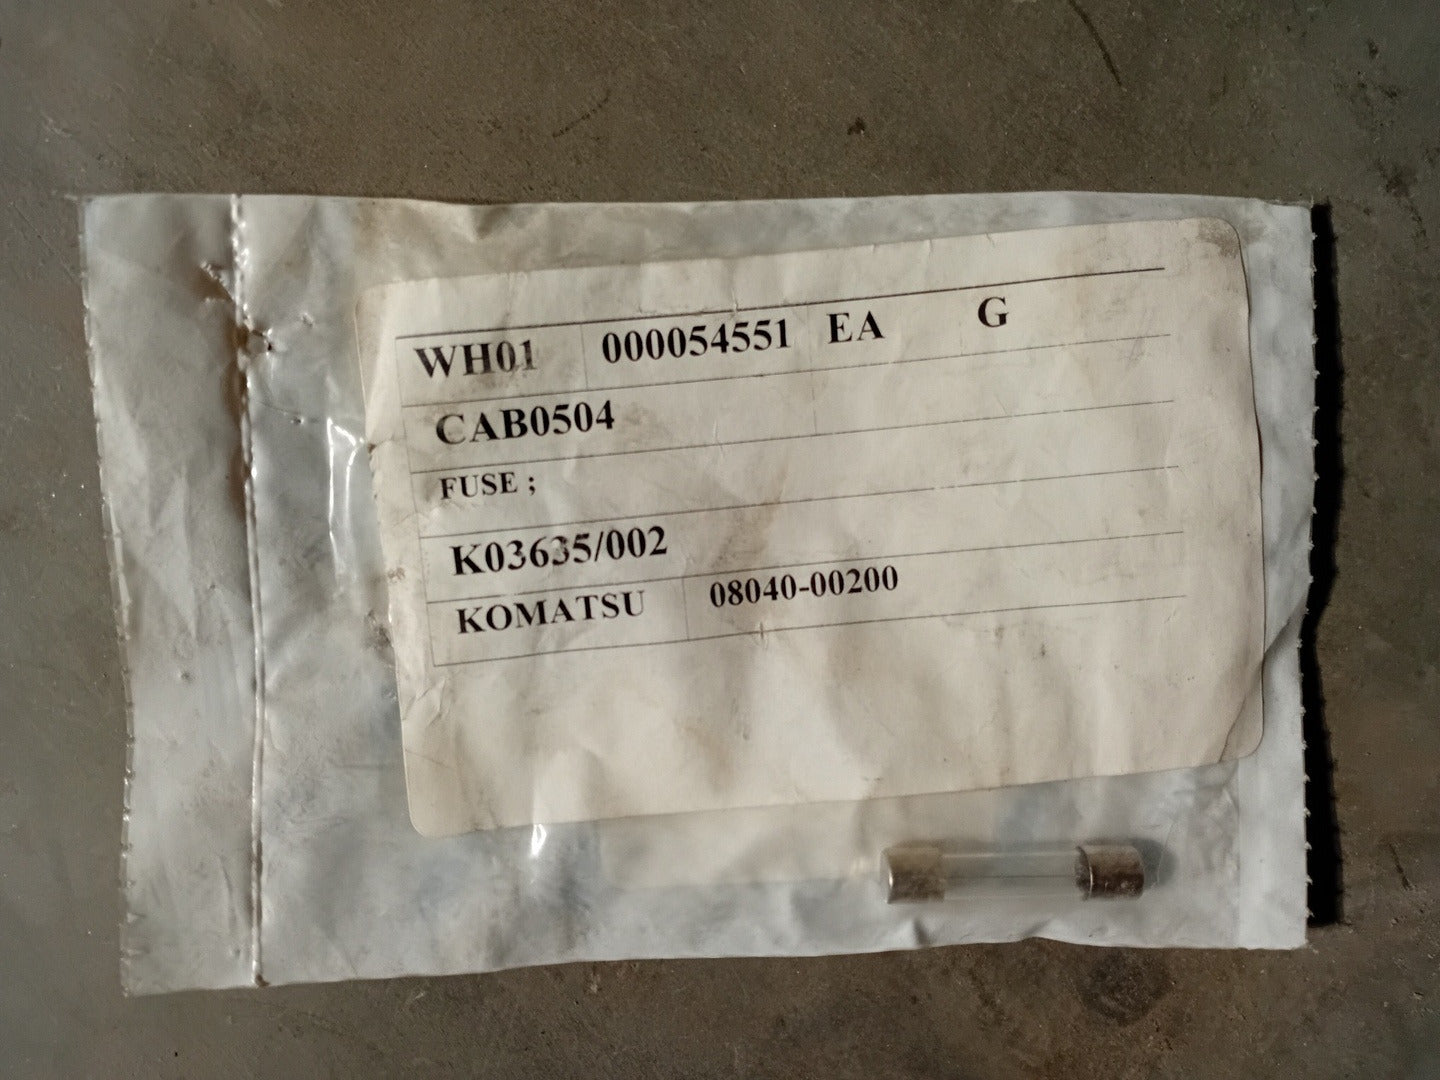 WH01 000054551 EA G
CAB0504
FUSE ;
K03635/002
KOMATSU 08040-00200